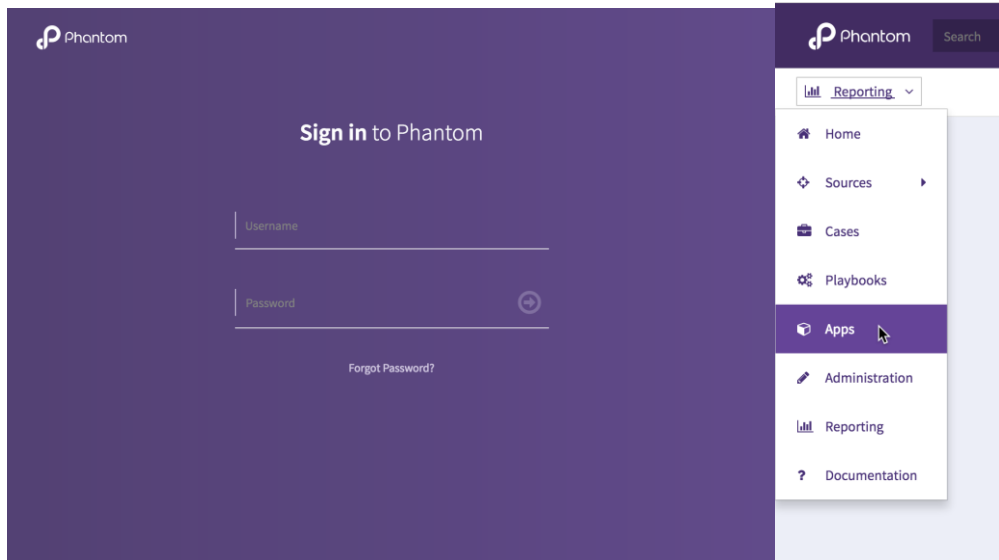 Phantom
Sign in to Phantom
Username
Password
Forgot Password?
Phantom
Search
Reporting
Home
Sources
Cases
Playbooks
Apps
Administration
Reporting
? Documentation